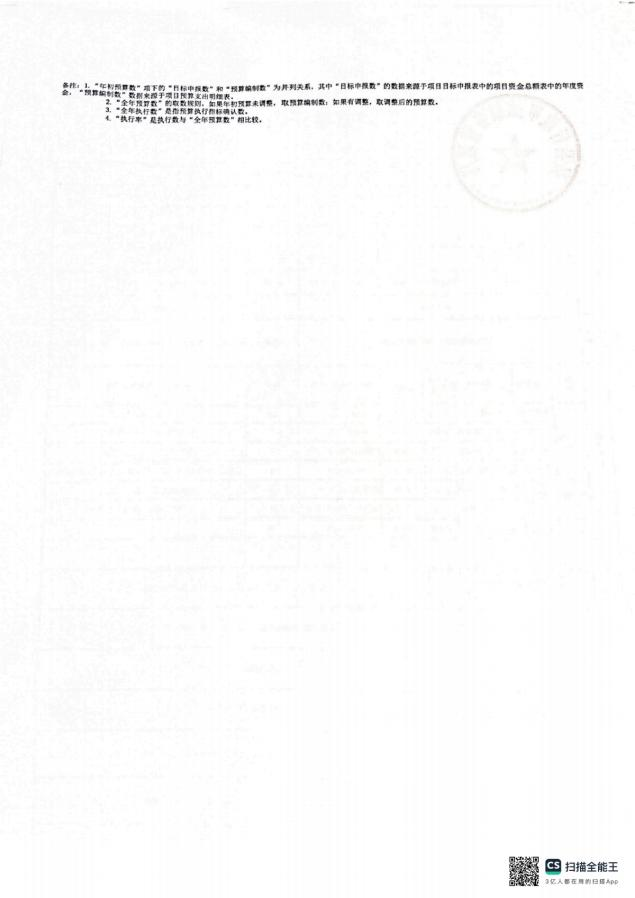 备注：1. “年初预算数”项下的“目标申报数”和“预算编制数”为并列关系，其中“目标申报数”的数据来源于项目目标申报表中的项目资金总额表中的年度资
金，“预算编制数”数据来源于项目预算支出明细表。
2. “全年预算数”的取数规则，如果年初预算未调整，取预算编制数；如果有调整，取调整后的预算数。
3. “全年执行数”是指预算执行指标确认数。
4. “执行率”是执行数与“全年预算数”相比较。
CS 扫描全能王
3亿人都在用的扫描App